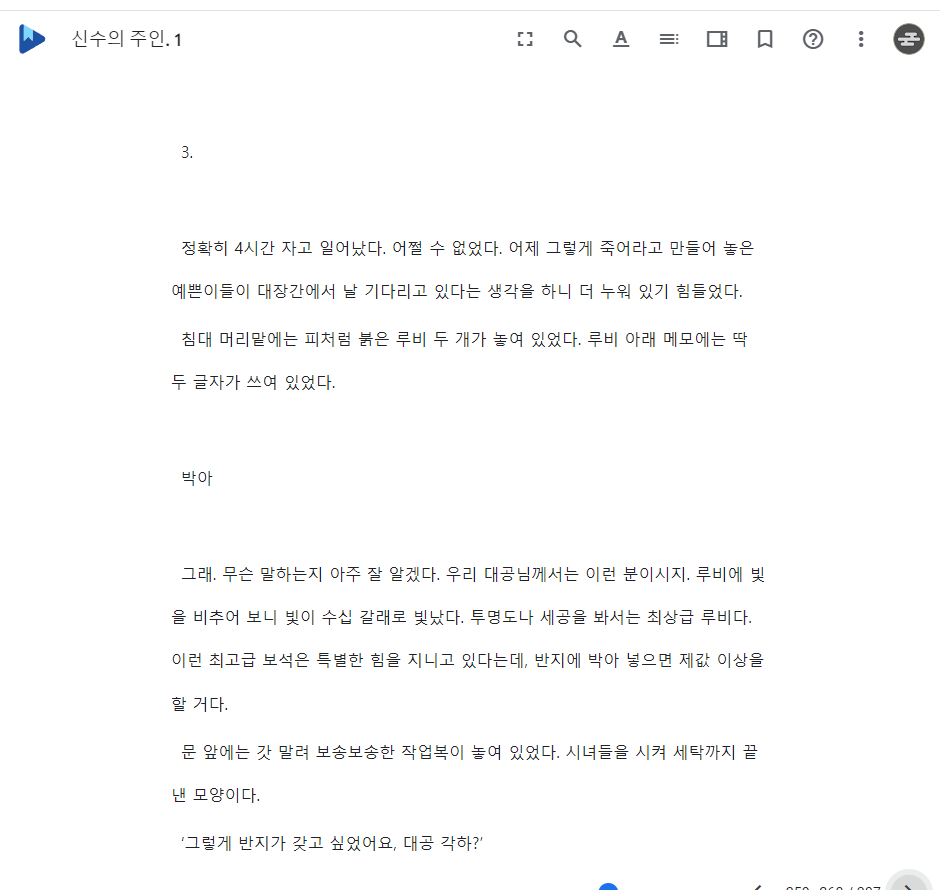 신수의 주인. 1
3.
정확히 4시간 자고 일어났다. 어쩔 수 없었다. 어제 그렇게 죽어라고 만들어 놓은
예쁜이들이 대장간에서 날 기다리고 있다는 생각을 하니 더 누워 있기 힘들었다.
침대 머리맡에는 피처럼 붉은 루비 두 개가 놓여 있었다. 루비 아래 메모에는 딱
두 글자가 쓰여 있었다.
박아
그래. 무슨 말하는지 아주 잘 알겠다. 우리 대공님께서는 이런 분이시지. 루비에 빛
을 비추어 보니 빛이 수십 갈래로 빛났다. 투명도나 세공을 봐서는 최상급 루비다.
이런 최고급 보석은 특별한 힘을 지니고 있다는데, 반지에 박아 넣으면 제값 이상을
할 거다.
문 앞에는 갓 말려 보송보송한 작업복이 놓여 있었다. 시녀들을 시켜 세탁까지 끝
낸 모양이다.
‘그렇게 반지가 갖고 싶었어요, 대공 각하?’